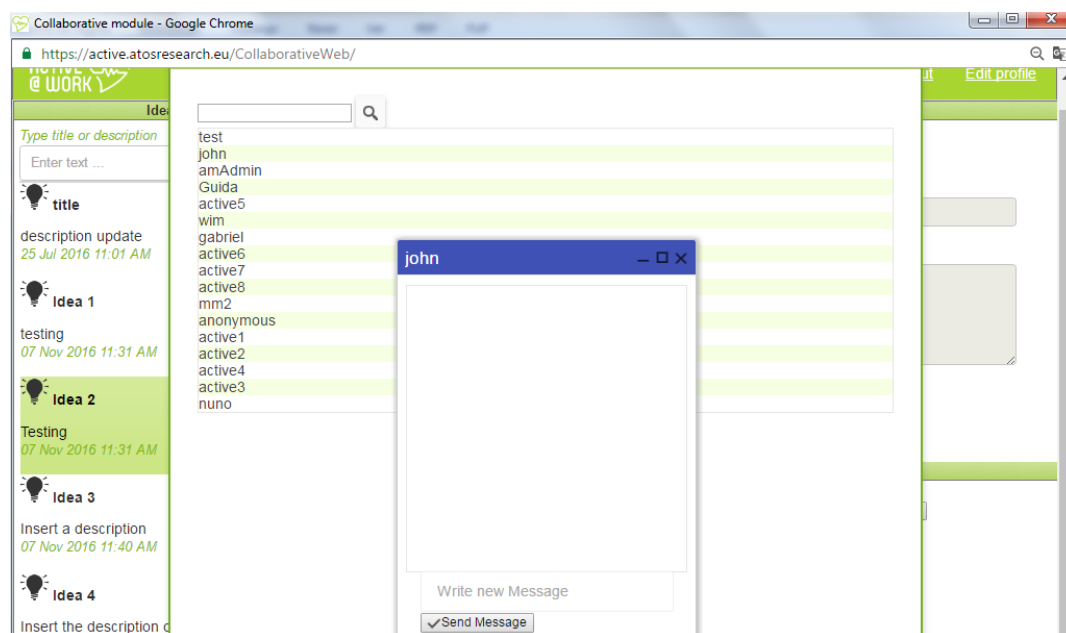 Collaborative module - Google Chrome
https://active.atosresearch.eu/CollaborativeWeb/
@ WORK
Edit profile
Type title or description
Enter text ...
title
description update
25 Jul 2016 11:01 AM
Idea 1
testing
07 Nov 2016 11:31 AM
Idea 2
Testing
07 Nov 2016 11:31 AM
Idea 3
Insert a description
07 Nov 2016 11:40 AM
Idea 4
Insert the description
test
john
amAdmin
Guida
active5
wim
gabriel
active6
active7
active8
mm2
anonymous
active1
active2
active4
active3
nuno
john
Write new Message
Send Message